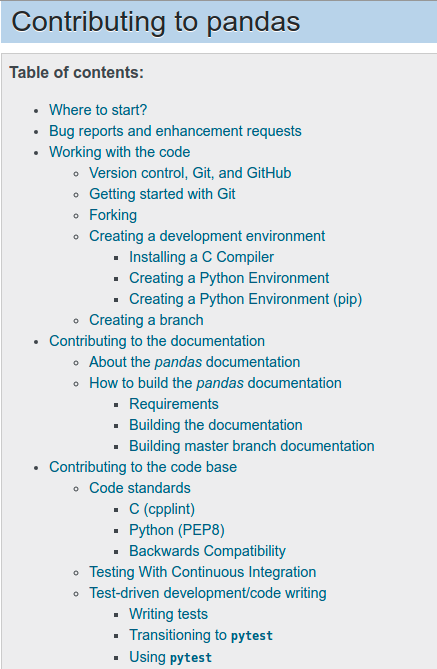 Contributing to pandas
Table of contents:
Where to start?
Bug reports and enhancement requests
Working with the code
Version control, Git, and GitHub
Getting started with Git
Forking
Creating a development environment
Installing a C Compiler
Creating a Python Environment
Creating a Python Environment (pip)
Creating a branch
Contributing to the documentation
About the pandas documentation
How to build the pandas documentation
Requirements
Building the documentation
Building master branch documentation
Contributing to the code base
Code standards
C (cpplint)
Python (PEP8)
Backwards Compatibility
Testing With Continuous Integration
Test-driven development/code writing
Writing tests
Transitioning to pytest
Using pytest